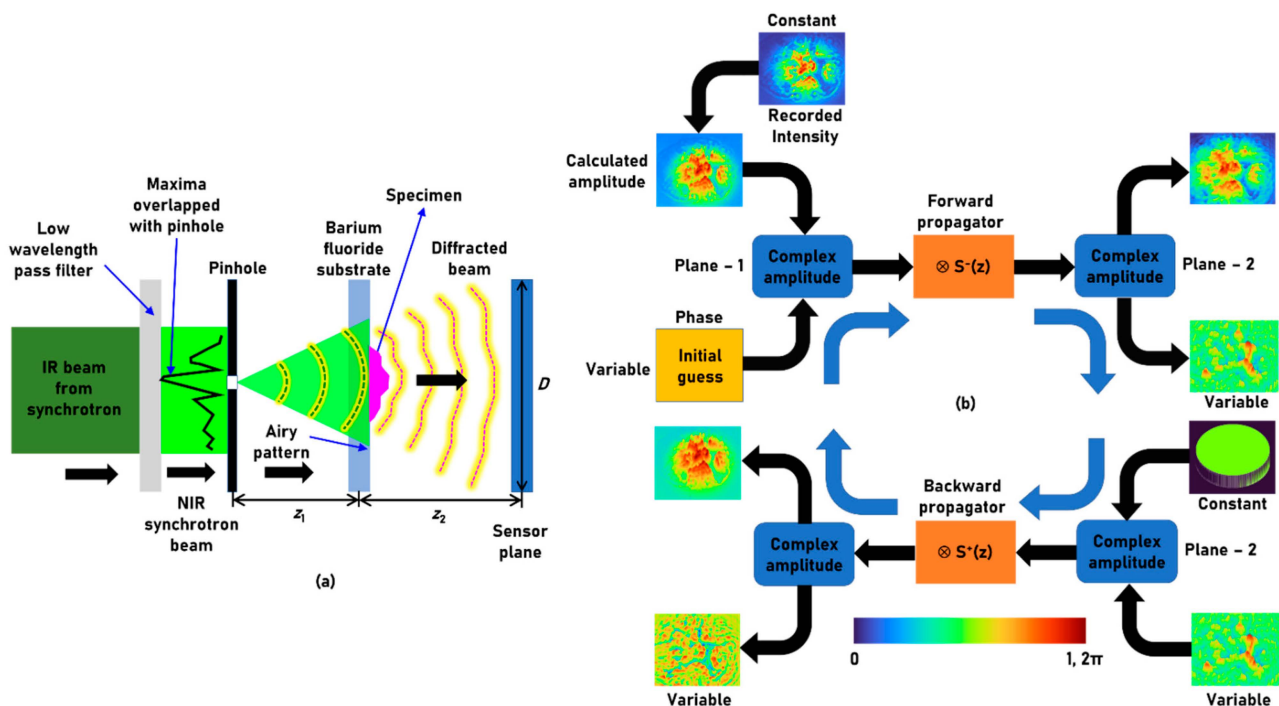 Maxima
overlapped
with pinhole
Low
wavelength
pass filter
Pinhole
Specimen
Barium
fluoride
substrate
Diffracted
beam
IR beam
from
synchrotron
D
Airy
pattern
NIR
synchrotron
beam
z1
z2
Sensor
plane
(a)
Constant
Recorded
Intensity
Calculated
amplitude
Plane – 1
Complex
amplitude
Forward
propagator
⊗ S⁻(z)
Complex
amplitude
Plane – 2
Phase
Variable
Initial
guess
(b)
Variable
Constant
Backward
propagator
Complex
amplitude
⊗ S⁺(z)
Complex
amplitude
Plane – 2
0
1, 2π
Variable
Variable